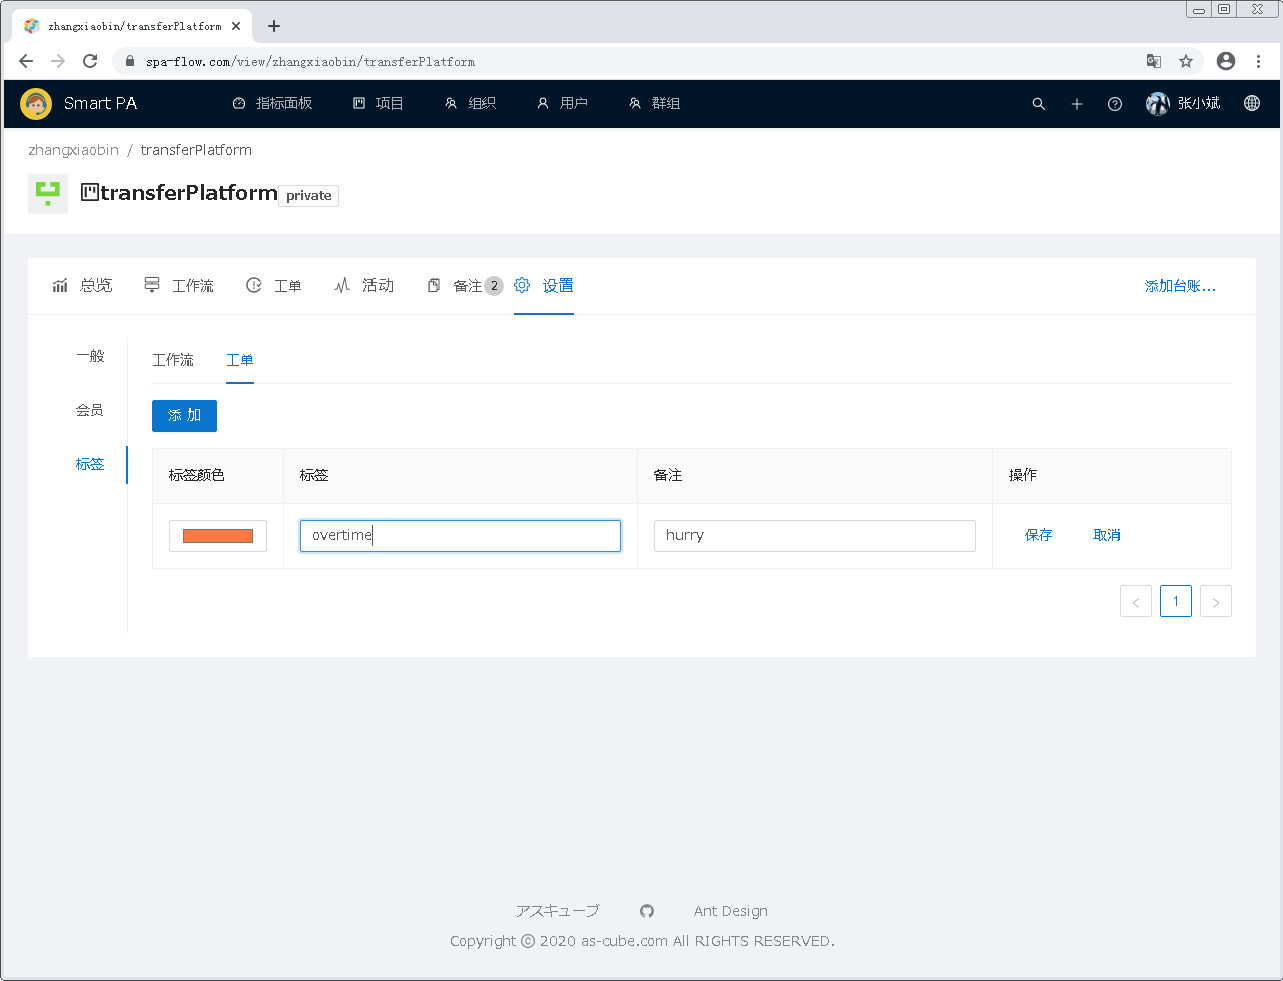 zhangxiaobin/transferPlatform
spa-flow.com/view/zhangxiaobin/transferPlatform
Smart PA 指标面板 项目 组织 用户 群组 张小斌
zhangxiaobin / transferPlatform
transferPlatform private
总览 工作流 工单 活动 备注 2 设置 添加台账...
一般
会员
标签
工作流 工单
添 加
标签颜色 标签 备注 操作
overtime hurry 保存 取消
< 1 >
アスキューブ Ant Design
Copyright © 2020 as-cube.com All RIGHTS RESERVED.